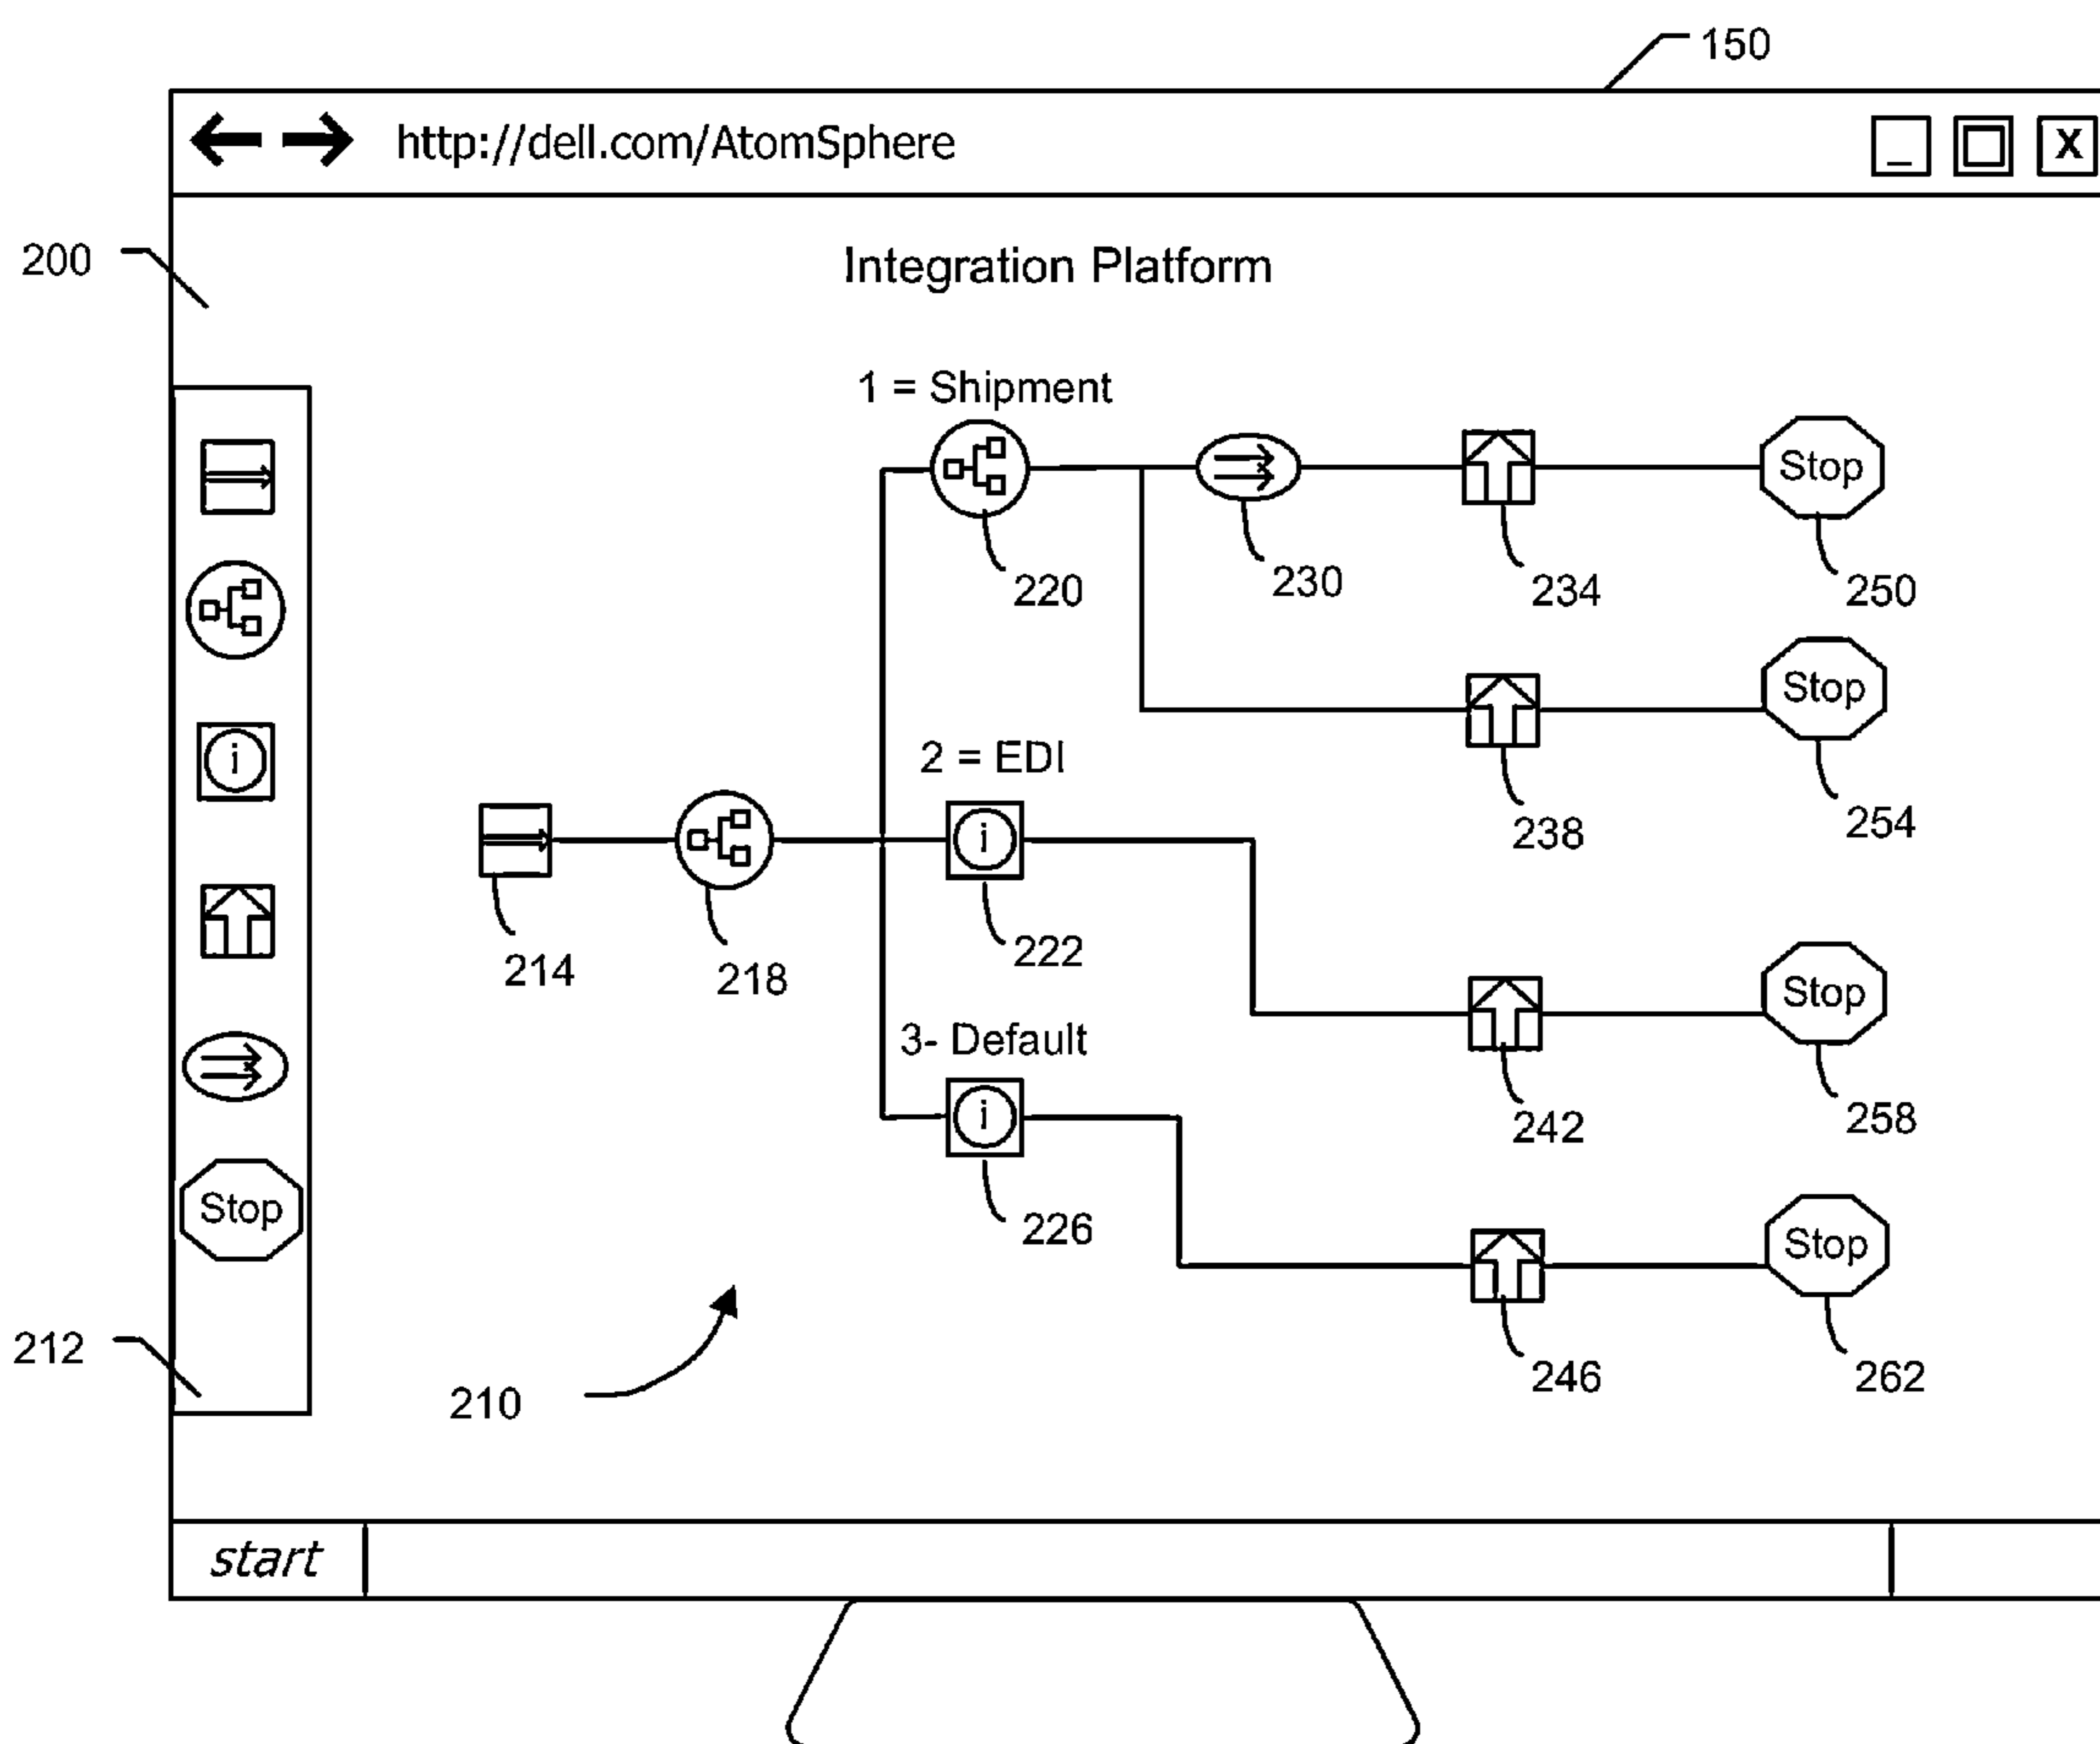 150
http://dell.com/AtomSphere
_ X
200
Integration Platform
1 = Shipment
Stop
220
230
234
250
Stop
2 = EDI
i
238
254
i
214
218
222
Stop
3- Default
242
258
i
Stop
226
Stop
246
262
212
210
start